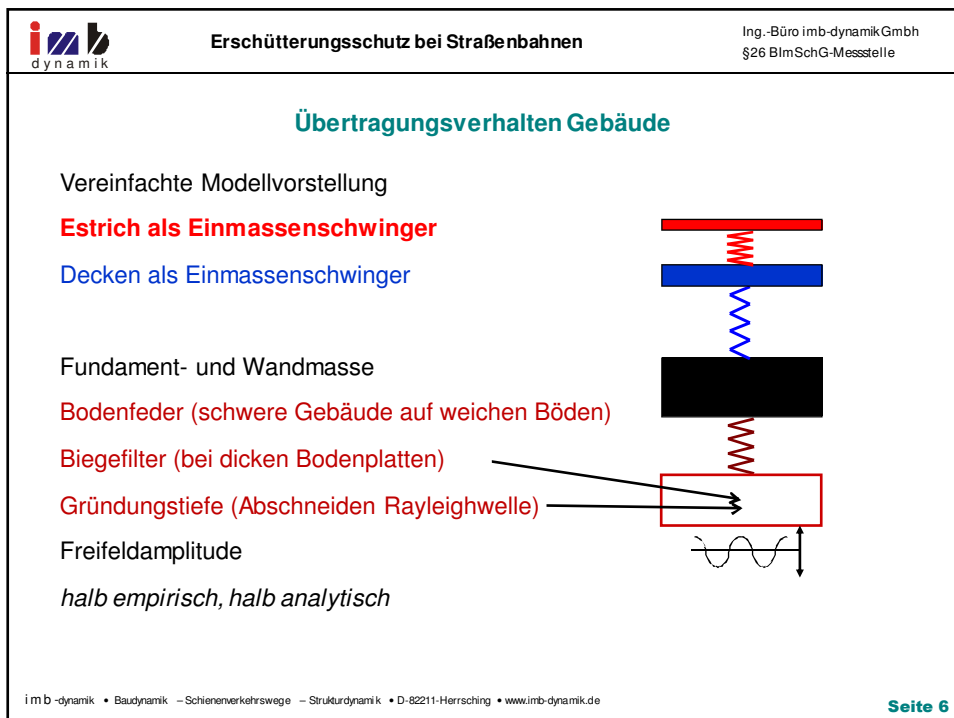 imb
dynamik
Erschütterungsschutz bei Straßenbahnen
Ing.-Büro imb-dynamik Gmbh
§26 BImSchG-Messstelle
Übertragungsverhalten Gebäude
Vereinfachte Modellvorstellung
Estrich als Einmassenschwinger
Decken als Einmassenschwinger
Fundament- und Wandmasse
Bodenfeder (schwere Gebäude auf weichen Böden)
Biegefilter (bei dicken Bodenplatten)
Gründungstiefe (Abschneiden Rayleighwelle)
Freifeldamplitude
halb empirisch, halb analytisch
imb-dynamik • Baudynamik – Schienenverkehrswege – Strukturdynamik • D-82211-Herrsching • www.imb-dynamik.de
Seite 6